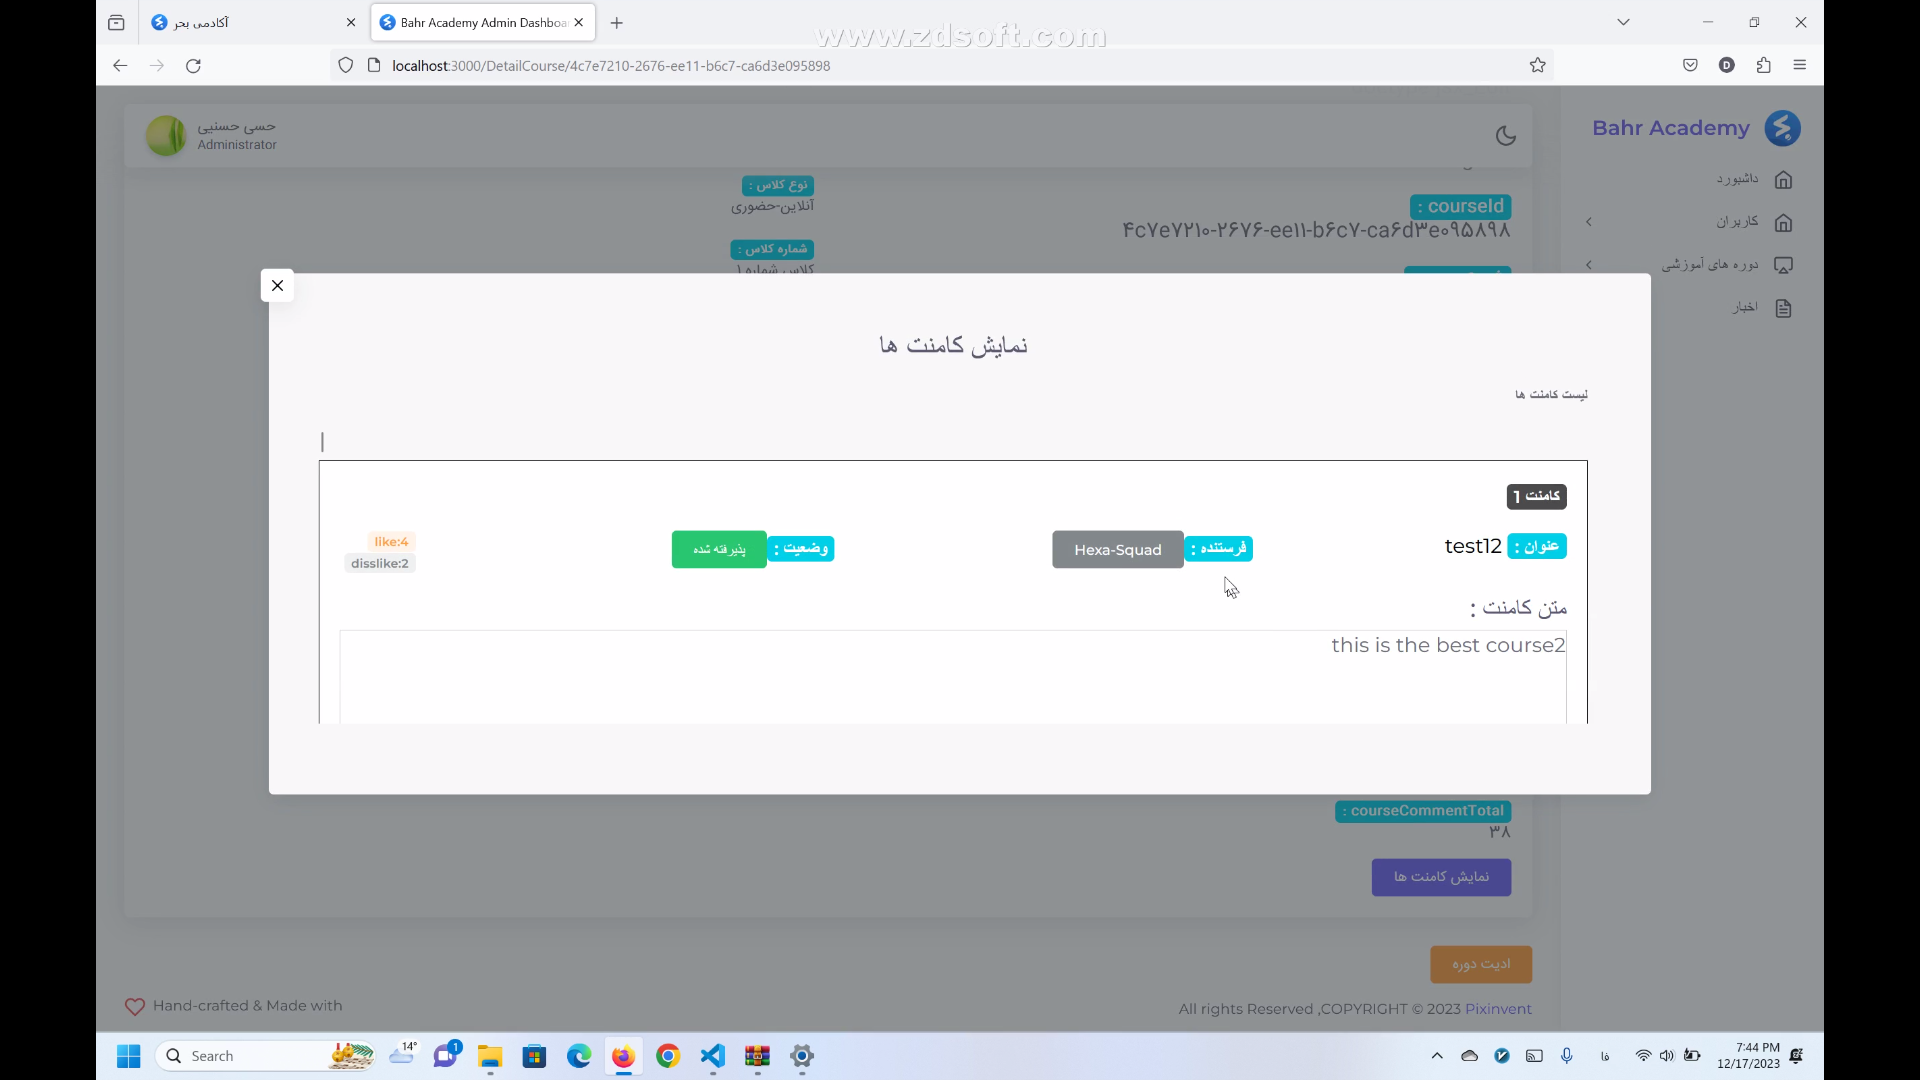 آکادمی بحر
Bahr Academy Admin Dashboa
www.zdsoft.com
localhost:3000/DetailCourse/4c7e7210-2676-ee11-b6c7-ca6d3e095898
حسی حسنیی
Administrator
Bahr Academy
داشبورد
کاربران
دوره های آموزشی
اخبار
نوع کلاس :
آنلاین-حضوری
شماره کلاس :
کلاس شماره ۱
courseId :
۴c۷e۷۲۱۰-۲۶۷۶-ee۱۱-b۶c۷-ca۶d۳e۰۹۵۸۹۸
نمایش کامنت ها
لیست کامنت ها
کامنت 1
عنوان : test12
فرستنده : Hexa-Squad
وضعیت : پذیرفته شده
like:4
disslike:2
متن کامنت :
this is the best course2
courseCommentTotal :
۳۸
نمایش کامنت ها
ادیت دوره
Hand-crafted & Made with
All rights Reserved ,COPYRIGHT © 2023 Pixinvent
Search
14°
1
فا
7:44 PM
12/17/2023